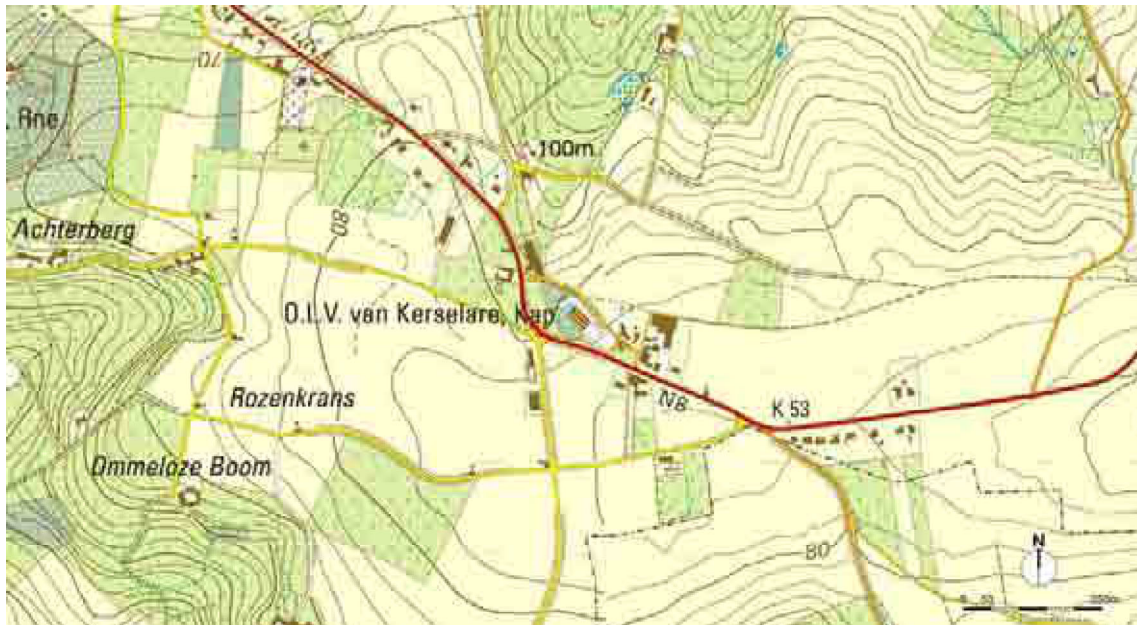 70
Rne
100m
Achterberg
80
O.L.V. van Kerselare, Kap
Rozenkrans
N8
K 53
Ommeloze Boom
80
N